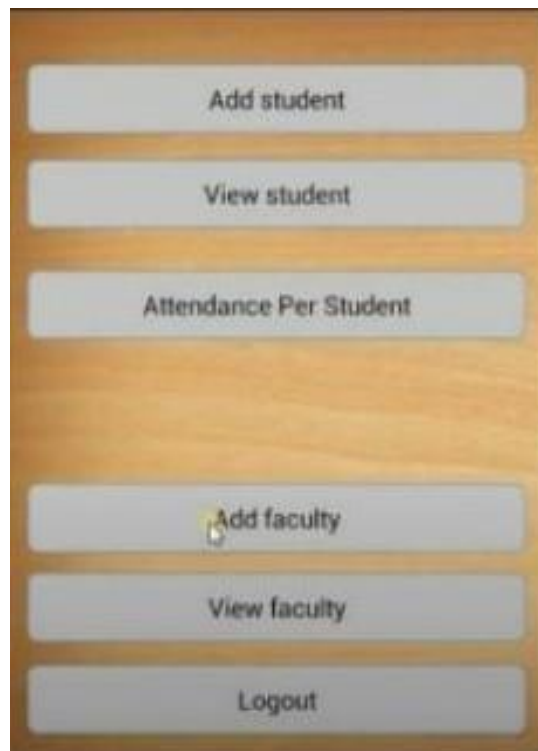 Add student
View student
Attendance Per Student
Add faculty
View faculty
Logout